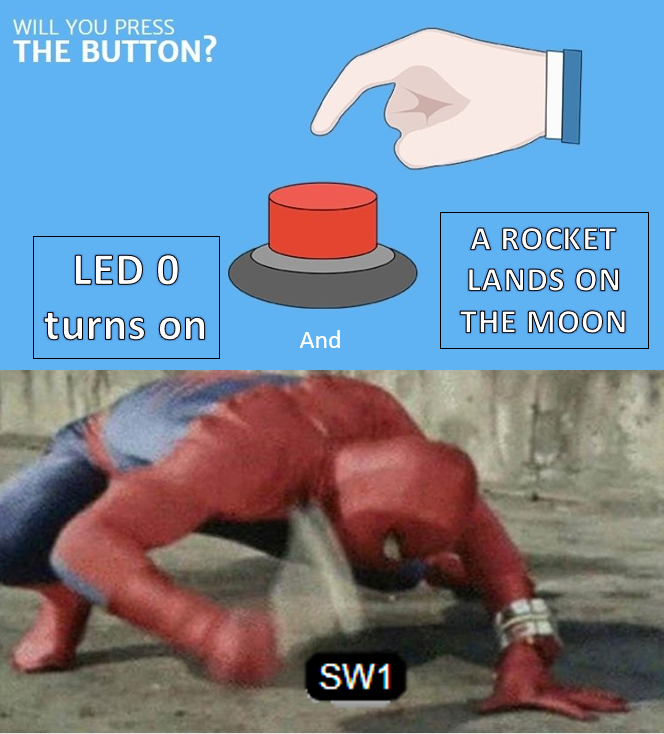 WILL YOU PRESS
THE BUTTON?
LED 0
turns on
And
A ROCKET
LANDS ON
THE MOON
SW1